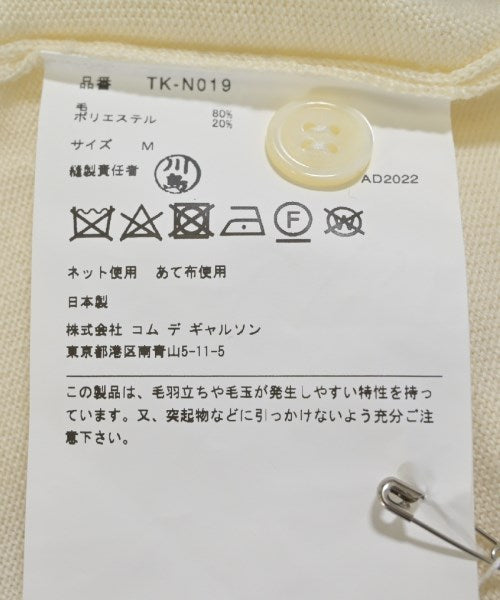 品番 TK-N019
毛 80%
ポリエステル 20%
サイズ M
縫製責任者 川島
AD2022
F W
ネット使用 あて布使用
日本製
株式会社 コム デ ギャルソン
東京都港区南青山5-11-5
この製品は、毛羽立ちや毛玉が発生しやすい特性を持っ
ています。又、突起物などに引っかけないよう充分ご注
意下さい。